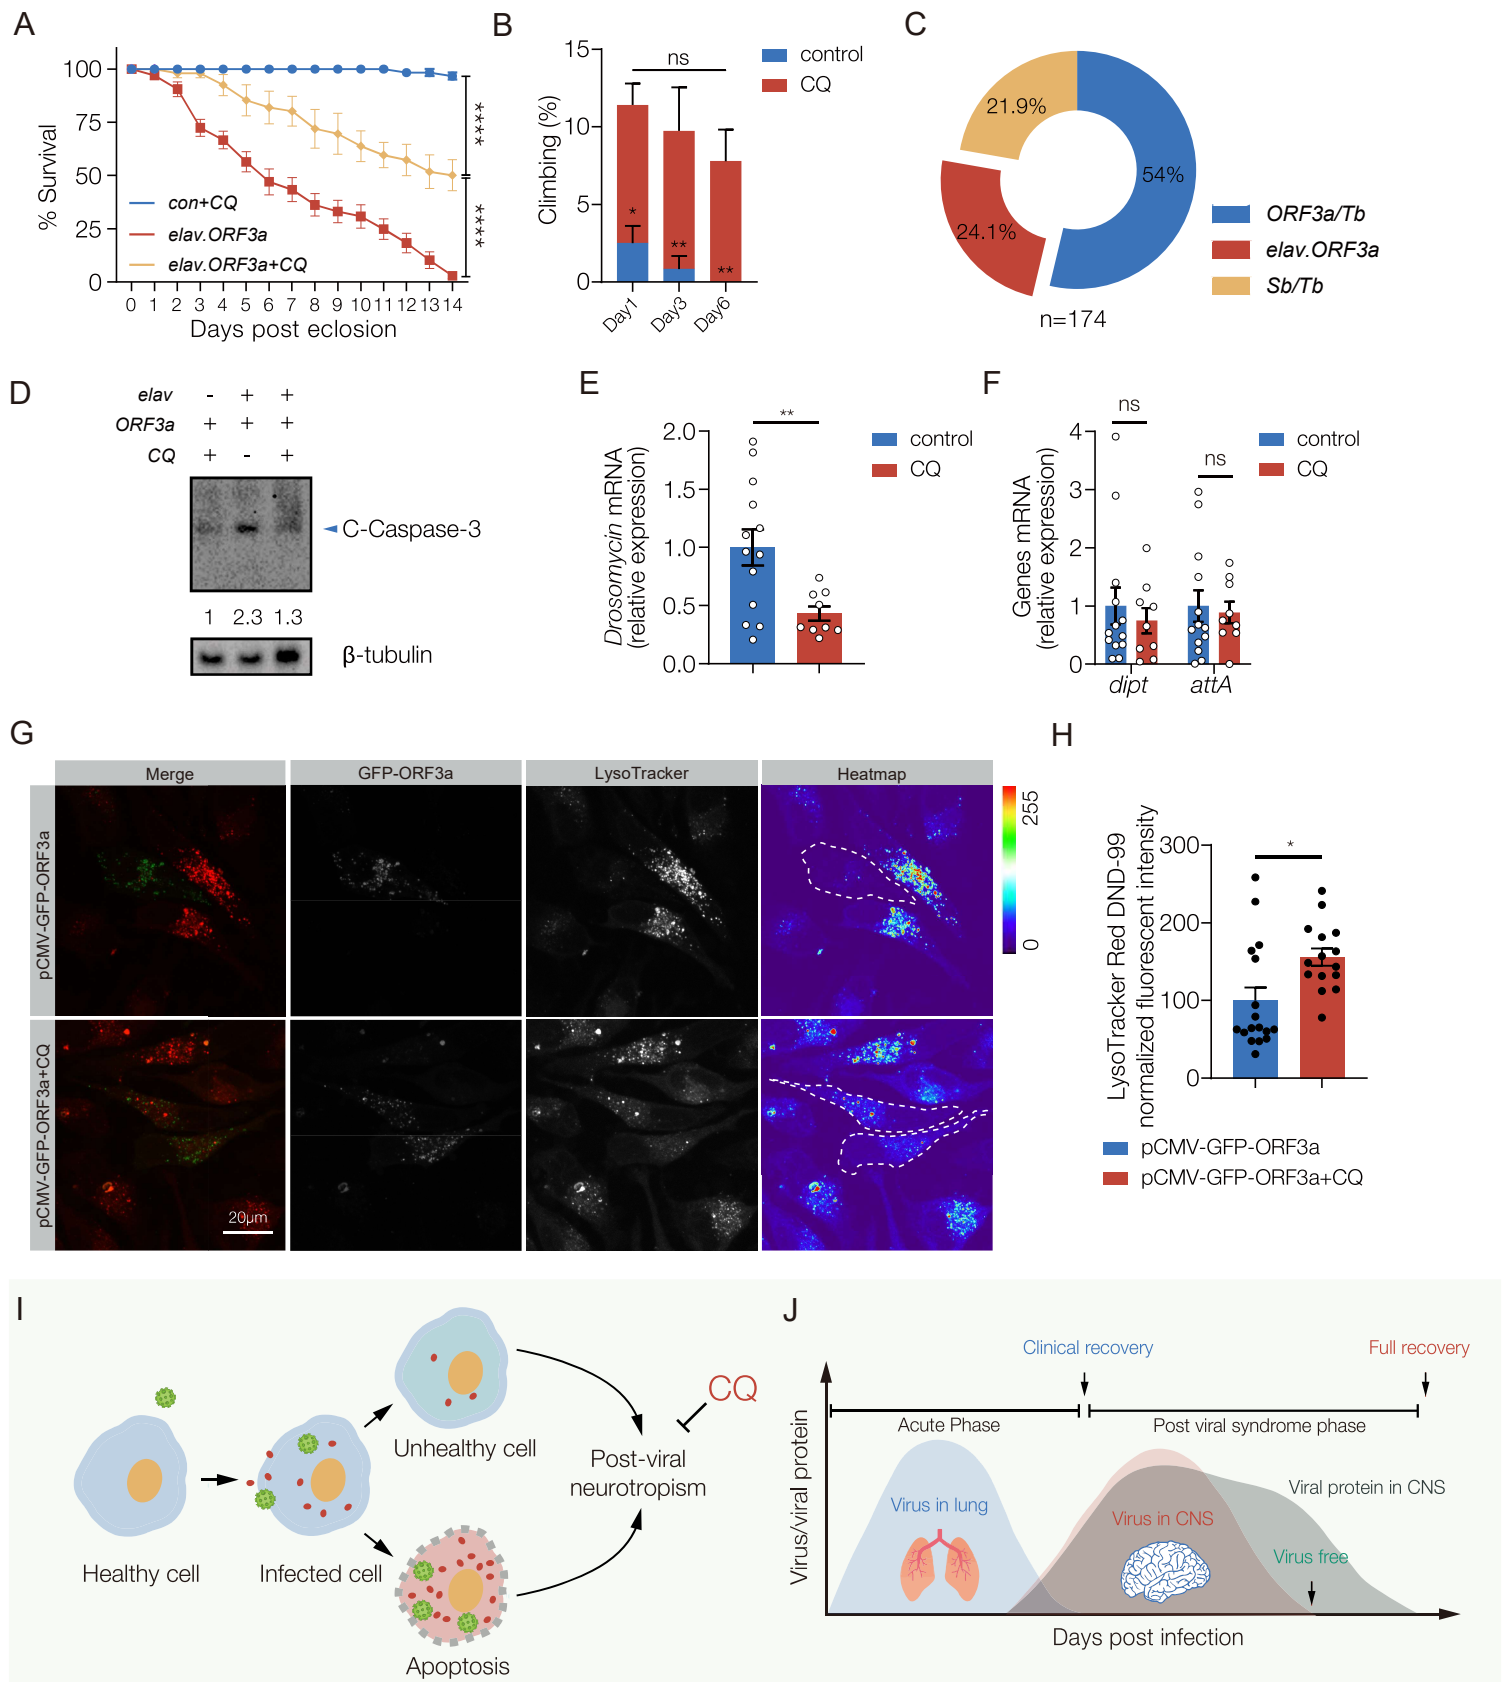 A
% Survival
100
75
50
25
0
con+CQ
elav.ORF3a
elav.ORF3a+CQ
****
****
0 1 2 3 4 5 6 7 8 9 10 11 12 13 14
Days post eclosion
B
Climbing (%)
15
10
5
0
ns
*
**
**
Day1 Day3 Day6
control
CQ
C
21.9%
54%
24.1%
n=174
ORF3a/Tb
elav.ORF3a
Sb/Tb
D
elav - + +
ORF3a + + +
CQ + - +
C-Caspase-3
1 2.3 1.3
β-tubulin
E
Drosomycin mRNA
(relative expression)
2.0
1.5
1.0
0.5
0.0
**
control
CQ
F
Genes mRNA
(relative expression)
4
3
2
1
0
ns
ns
dipt attA
control
CQ
G
Merge GFP-ORF3a LysoTracker Heatmap
pCMV-GFP-ORF3a
pCMV-GFP-ORF3a+CQ
20μm
255
0
H
LysoTracker Red DND-99
normalized fluorescent intensity
300
200
100
0
*
pCMV-GFP-ORF3a
pCMV-GFP-ORF3a+CQ
I
Healthy cell
Infected cell
Unhealthy cell
Apoptosis
CQ
Post-viral
neurotropism
J
Clinical recovery
Full recovery
Acute Phase
Post viral syndrome phase
Virus/viral protein
Virus in lung
Virus in CNS
Viral protein in CNS
Virus free
Days post infection